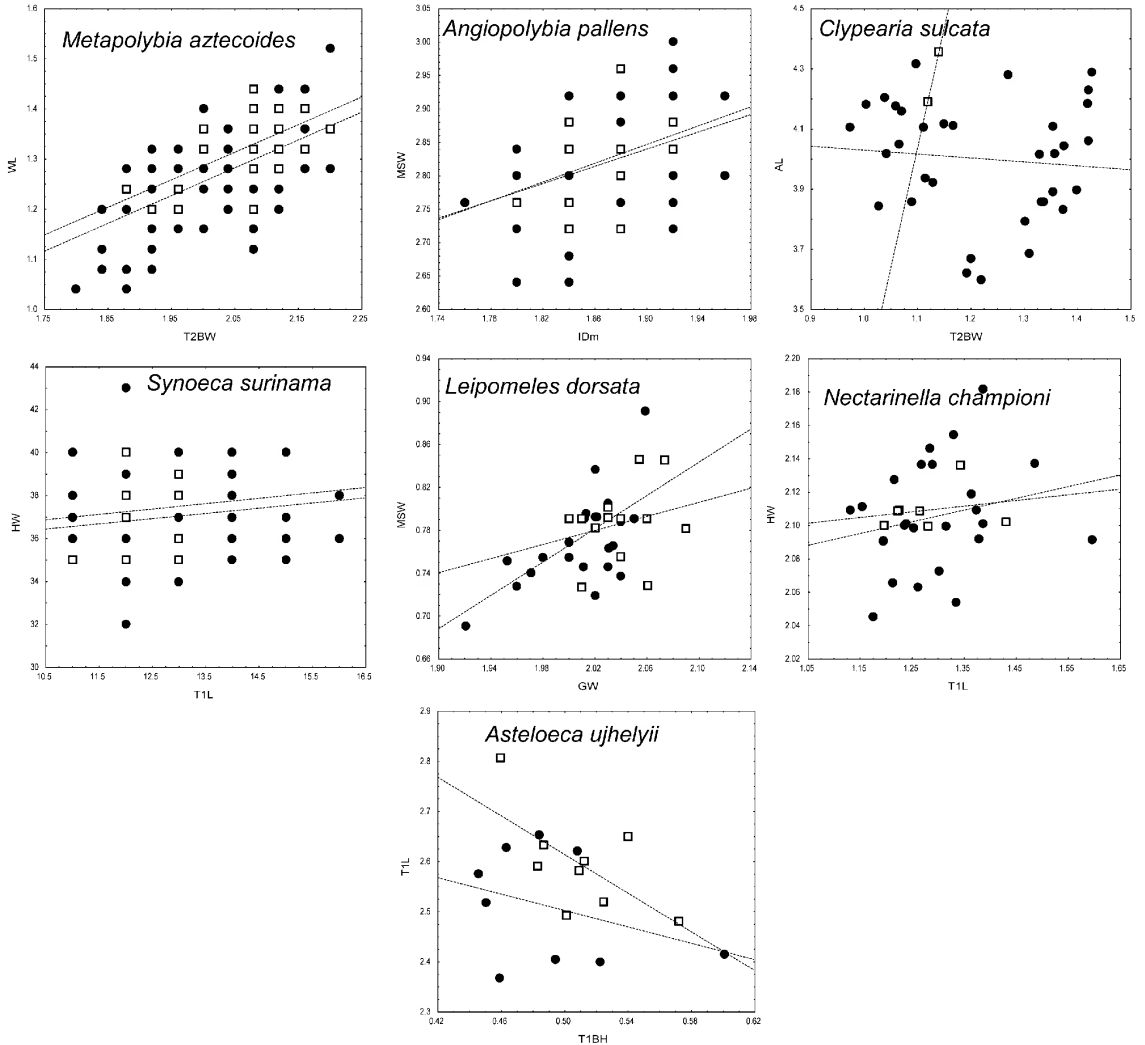 Metapolybia aztecoides
WL
1.6
1.5
1.4
1.3
1.2
1.1
1.0
1.75 1.85 1.95 2.05 2.15 2.25
T2BW
Angiopolybia pallens
MSW
3.05
3.00
2.95
2.90
2.85
2.80
2.75
2.70
2.65
2.60
1.74 1.78 1.82 1.86 1.90 1.94 1.98
IDm
Clypearia sulcata
AL
4.5
4.3
4.1
3.9
3.7
3.5
0.9 1.0 1.1 1.2 1.3 1.4 1.5
T2BW
Synoeca surinama
HW
44
42
40
38
36
34
32
30
10.5 11.5 12.5 13.5 14.5 15.5 16.5
T1L
Leipomeles dorsata
MSW
0.94
0.90
0.86
0.82
0.78
0.74
0.70
0.66
1.90 1.94 1.98 2.02 2.06 2.10 2.14
GW
Nectarinella championi
HW
2.20
2.18
2.16
2.14
2.12
2.10
2.08
2.06
2.04
2.02
1.05 1.15 1.25 1.35 1.45 1.55 1.65
T1L
Asteloeca ujhelyii
T1L
2.9
2.8
2.7
2.6
2.5
2.4
2.3
0.42 0.46 0.50 0.54 0.58 0.62
T1BH